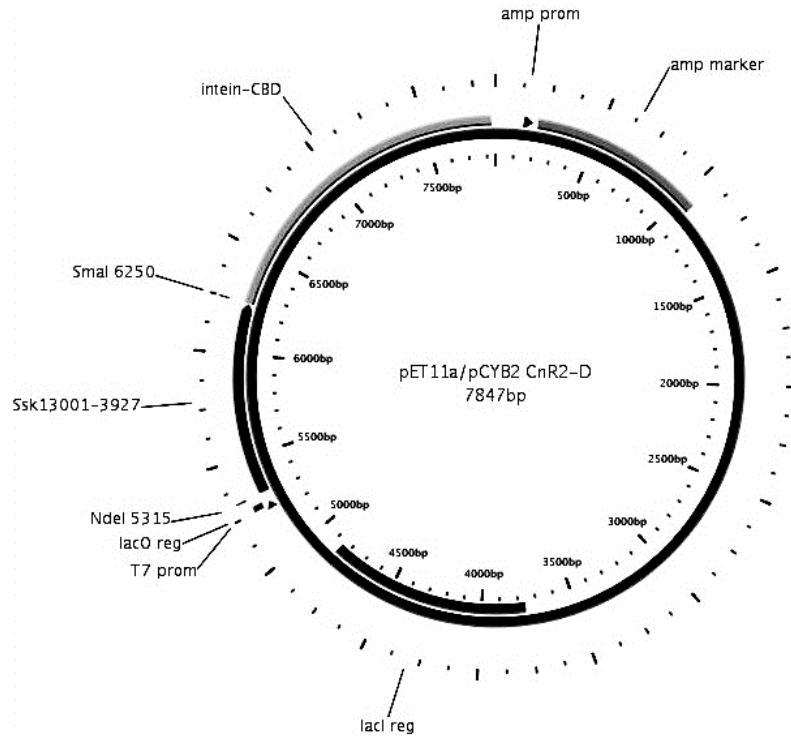 amp prom
amp marker
intein-CBD
7500bp
500bp
7000bp
1000bp
SmaI 6250
6500bp
1500bp
6000bp
pET11a/pCYB2 CnR2-D
7847bp
2000bp
Ssk13001-3927
5500bp
2500bp
NdeI 5315
5000bp
lacO reg
3000bp
T7 prom
4500bp
4000bp
3500bp
lacI reg